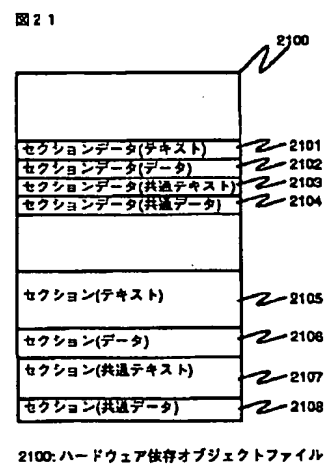 図21
2100
セクションデータ(テキスト) 2101
セクションデータ(データ) 2102
セクションデータ(共通テキスト) 2103
セクションデータ(共通データ) 2104
セクション(テキスト) 2105
セクション(データ) 2106
セクション(共通テキスト) 2107
セクション(共通データ) 2108
2100:ハードウェア依存オブジェクトファイル